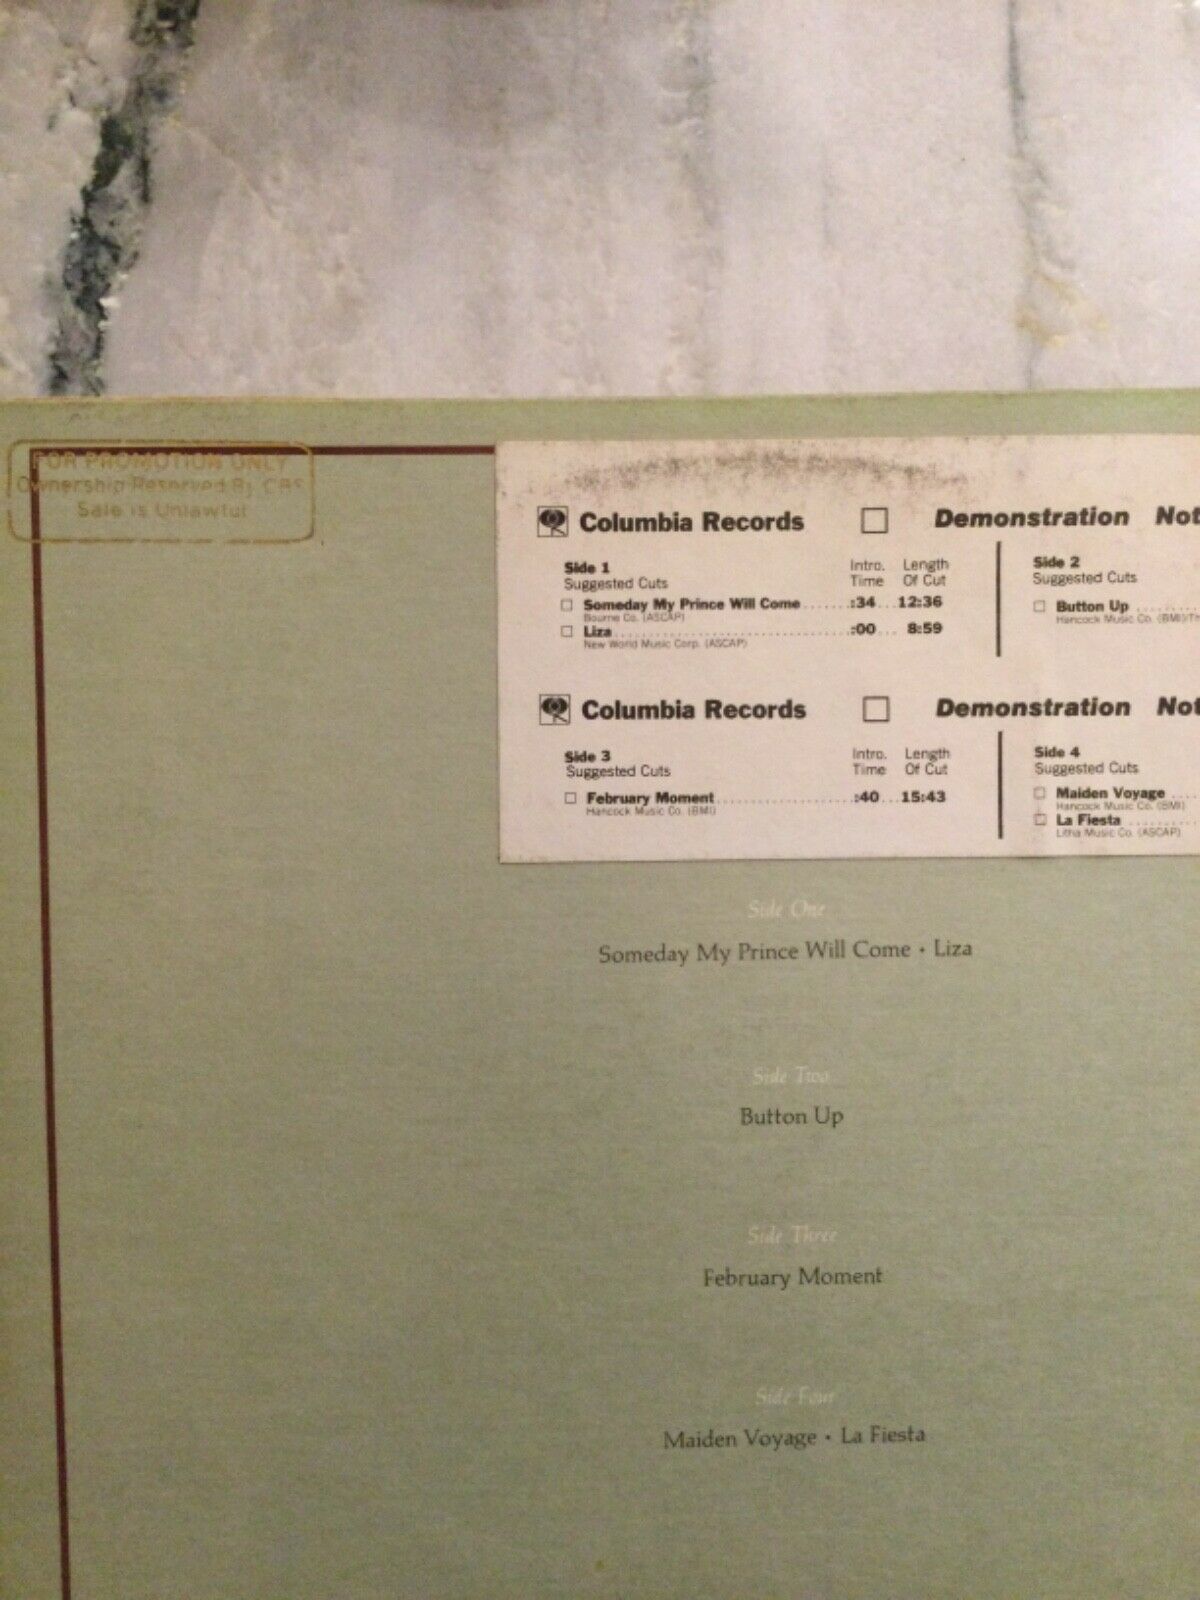 FOR PROMOTION ONLY
Ownership Reserved By CBS
Sale is Unlawful
Columbia Records Demonstration Not
Side 1
Suggested Cuts
Intro. Time
Length Of Cut
Someday My Prince Will Come ....... :34 ... 12:36
Bourne Co. (ASCAP)
Liza ....... :00 ... 8:59
New World Music Corp. (ASCAP)
Side 2
Suggested Cuts
Button Up .......
Hancock Music Co. (BMI)/Th
Columbia Records Demonstration Not
Side 3
Suggested Cuts
Intro. Time
Length Of Cut
February Moment ....... :40 ... 15:43
Hancock Music Co. (BMI)
Side 4
Suggested Cuts
Maiden Voyage ....
Hancock Music Co. (BMI)
La Fiesta .......
Litha Music Co. (ASCAP)
Side One
Someday My Prince Will Come • Liza
Side Two
Button Up
Side Three
February Moment
Side Four
Maiden Voyage • La Fiesta